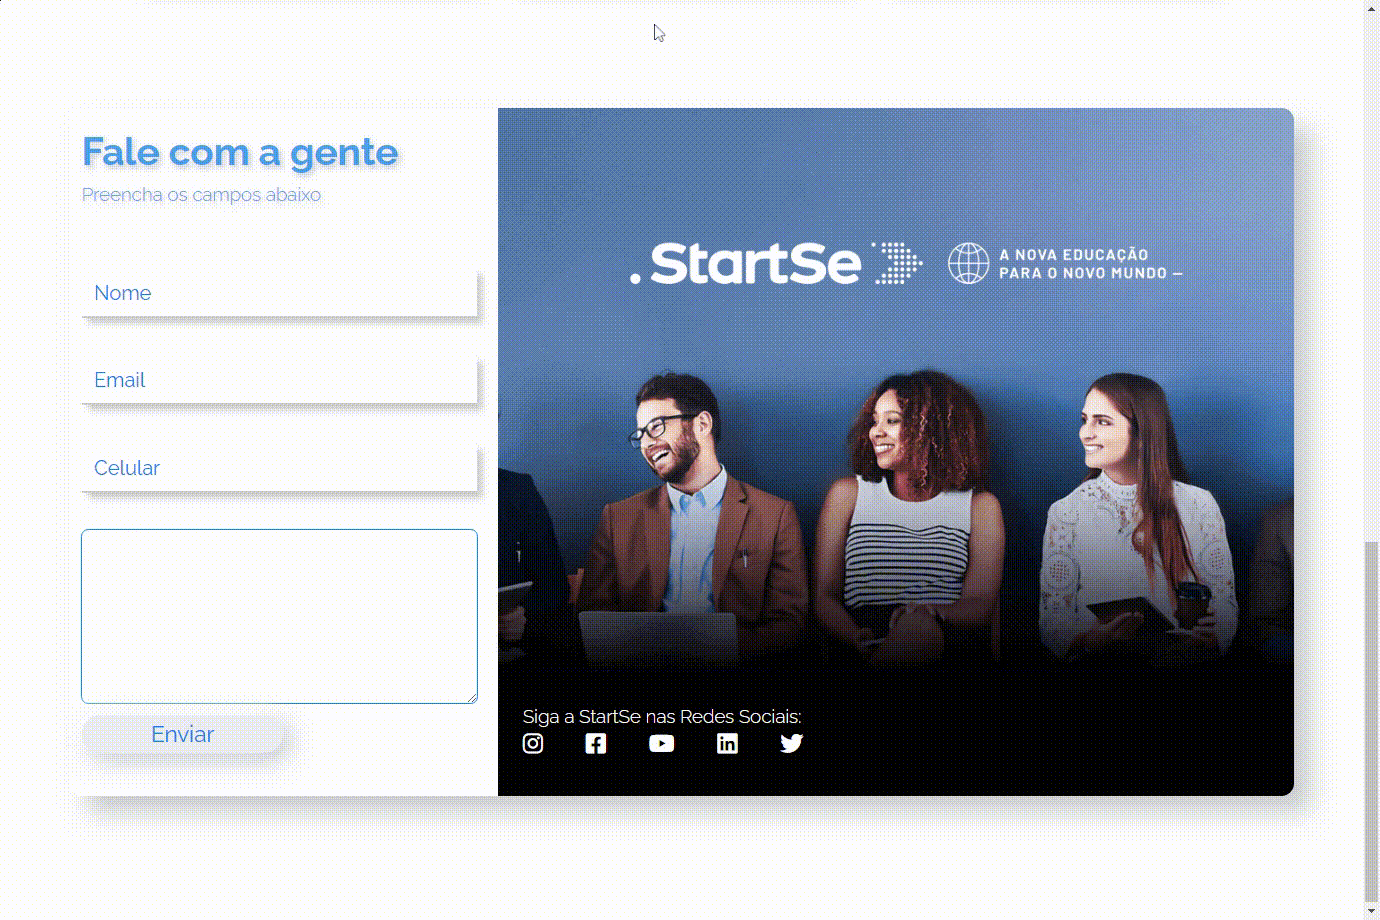 Fale com a gente
Preencha os campos abaixo
Nome
Email
Celular
Enviar
. StartSe
A NOVA EDUCAÇÃO
PARA O NOVO MUNDO –
Siga a StartSe nas Redes Sociais: